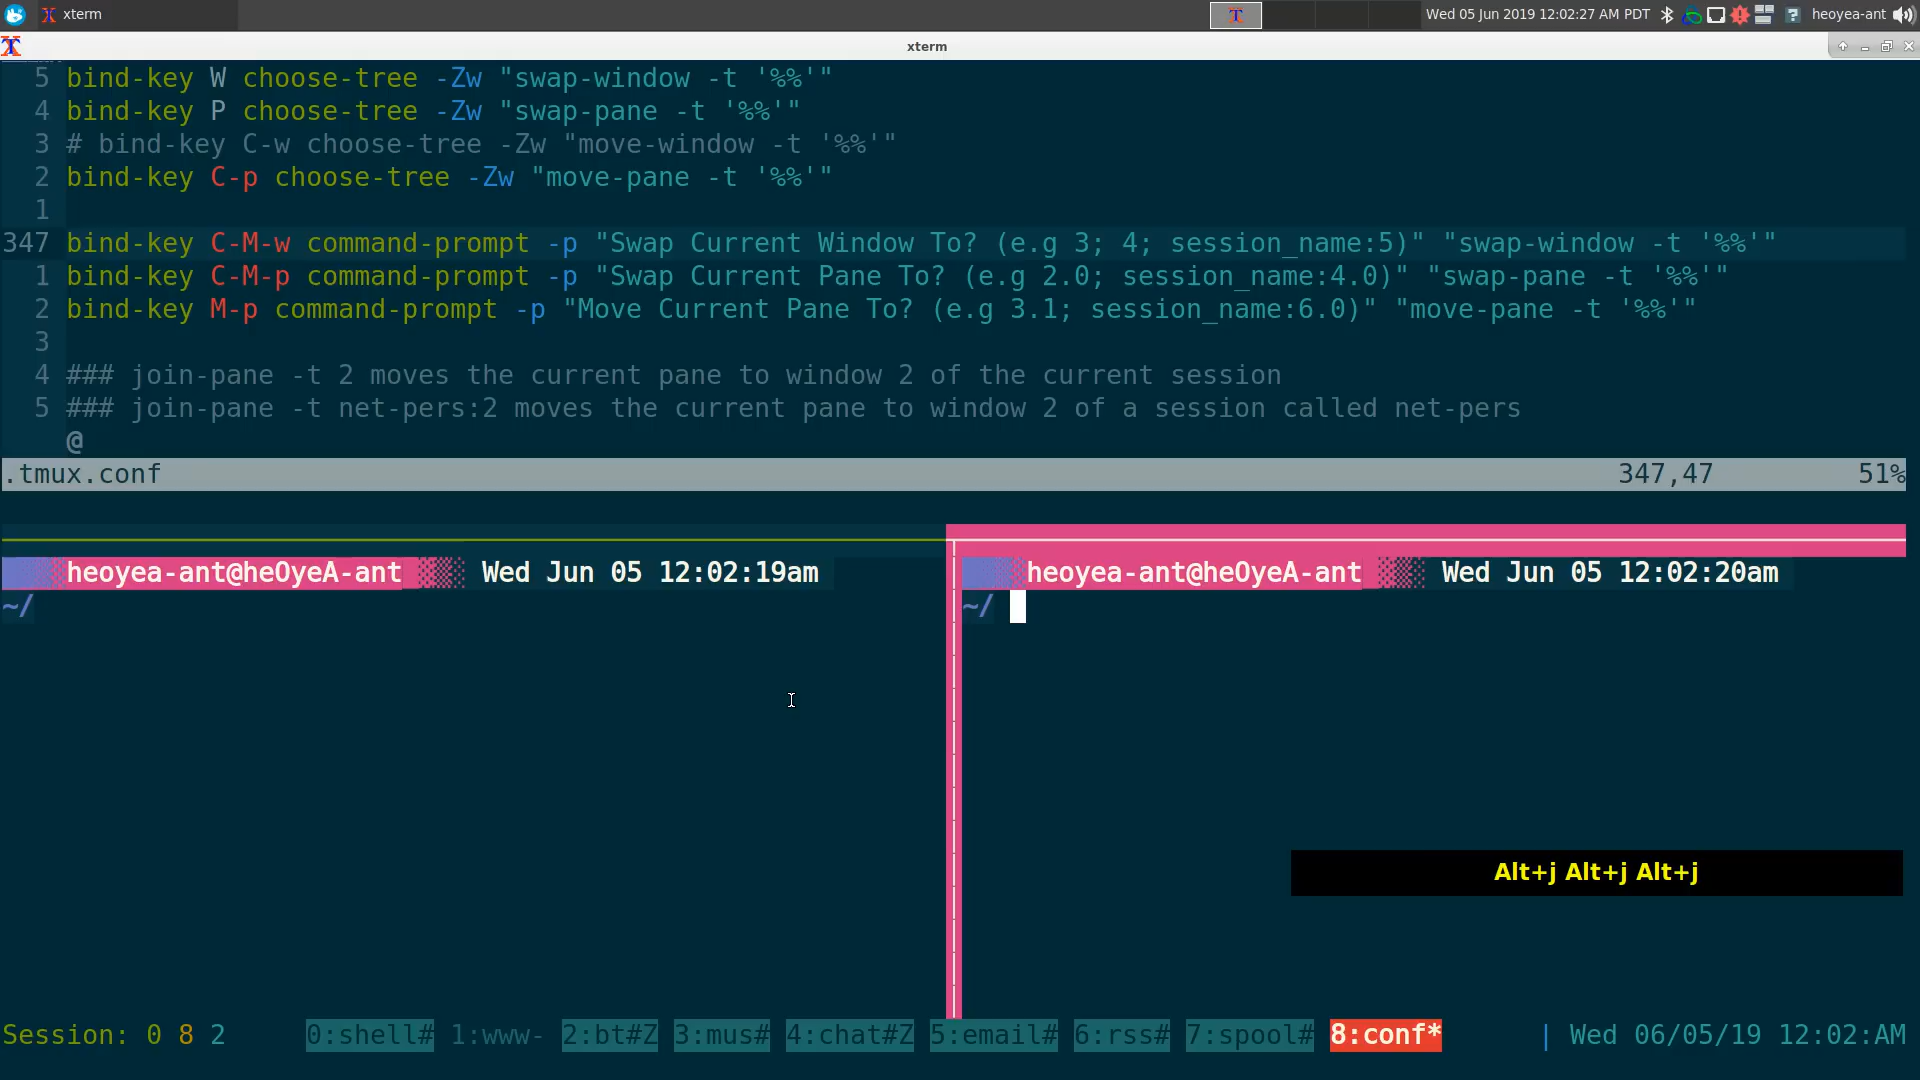 xterm
Wed 05 Jun 2019 12:02:27 AM PDT
heoyea-ant
xterm
5 bind-key W choose-tree -Zw "swap-window -t '%%'"
4 bind-key P choose-tree -Zw "swap-pane -t '%%'"
3 # bind-key C-w choose-tree -Zw "move-window -t '%%'"
2 bind-key C-p choose-tree -Zw "move-pane -t '%%'"
1
347 bind-key C-M-w command-prompt -p "Swap Current Window To? (e.g 3; 4; session_name:5)" "swap-window -t '%%'"
1 bind-key C-M-p command-prompt -p "Swap Current Pane To? (e.g 2.0; session_name:4.0)" "swap-pane -t '%%'"
2 bind-key M-p command-prompt -p "Move Current Pane To? (e.g 3.1; session_name:6.0)" "move-pane -t '%%'"
3
4 ### join-pane -t 2 moves the current pane to window 2 of the current session
5 ### join-pane -t net-pers:2 moves the current pane to window 2 of a session called net-pers
@
.tmux.conf 347,47 51%
heoyea-ant@heOyeA-ant Wed Jun 05 12:02:19am
~/
heoyea-ant@heOyeA-ant Wed Jun 05 12:02:20am
~/
Alt+j Alt+j Alt+j
Session: 0 8 2 0:shell# 1:www- 2:bt#Z 3:mus# 4:chat#Z 5:email# 6:rss# 7:spool# 8:conf* | Wed 06/05/19 12:02:AM